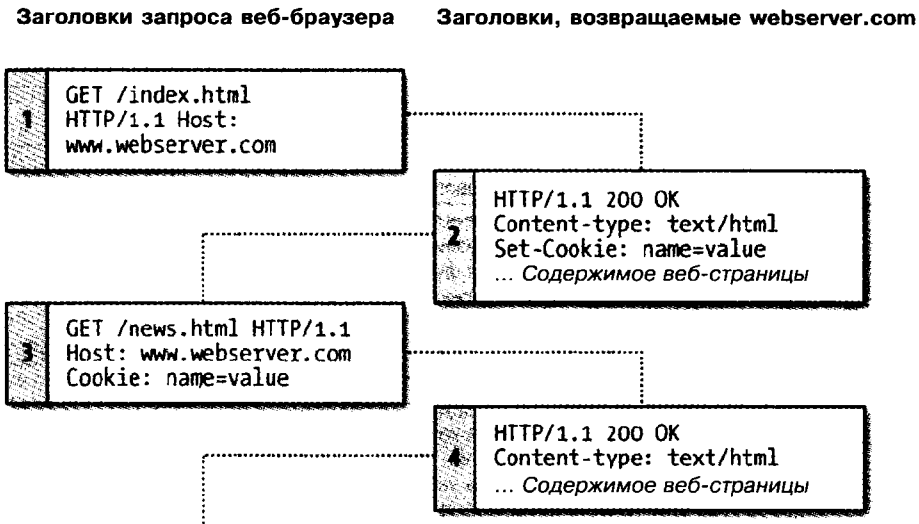 Заголовки запроса веб-браузера
Заголовки, возвращаемые webserver.com
1
GET /index.html
HTTP/1.1 Host:
www.webserver.com
2
HTTP/1.1 200 OK
Content-type: text/html
Set-Cookie: name=value
... Содержимое веб-страницы
3
GET /news.html HTTP/1.1
Host: www.webserver.com
Cookie: name=value
4
HTTP/1.1 200 OK
Content-type: text/html
... Содержимое веб-страницы